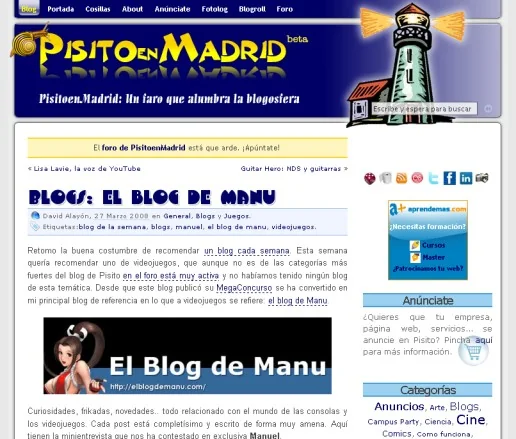 Blog Portada Cosillas About Anúnciate Fotolog Blogroll Foro
PISITOENMADRID beta
PisitoenMadrid: Un faro que alumbra la blogosfera
Escribe y espera para buscar
El foro de PisitoenMadrid está que arde. ¡Apúntate!
« Lisa Lavie, la voz de YouTube
Guitar Hero: NDS y guitarras »
BLOGS: EL BLOG DE MANU
David Alayón, 27 Marzo 2008 en General, Blogs y Juegos.
Etiquetas:blog de la semana, blogs, manuel, el blog de manu, videojuegos.
Retomo la buena costumbre de recomendar un blog cada semana. Esta semana
quería recomendar uno de videojuegos, que aunque no es de las categorías más
fuertes del blog de Pisito en el foro está muy activa y no habíamos tenido ningún blog
de esta temática. Desde que este blog publicó su MegaConcurso se ha convertido en
mi principal blog de referencia en lo que a videojuegos se refiere: el blog de Manu.
El Blog de Manu
http://elblogdemanu.com/
Curiosidades, frikadas, novedades.. todo relacionado con el mundo de las consolas y
los videojuegos. Cada post está completísimo y escrito de forma muy amena. Aquí
tienen la minientrevista que nos ha contestado en exclusiva Manuel.
a+ aprendemas.com
¿Necesitas formación?
Cursos
Master
¿Patrocinamos tu web?
Anúnciate
¿Quieres que tu empresa,
página web, servicios... se
anuncie en Pisito? Pincha aquí
para más información.
Categorías
Anuncios, Arte, Blogs,
Campus Party, Ciencia, Cine,
Comics, Como funciona,